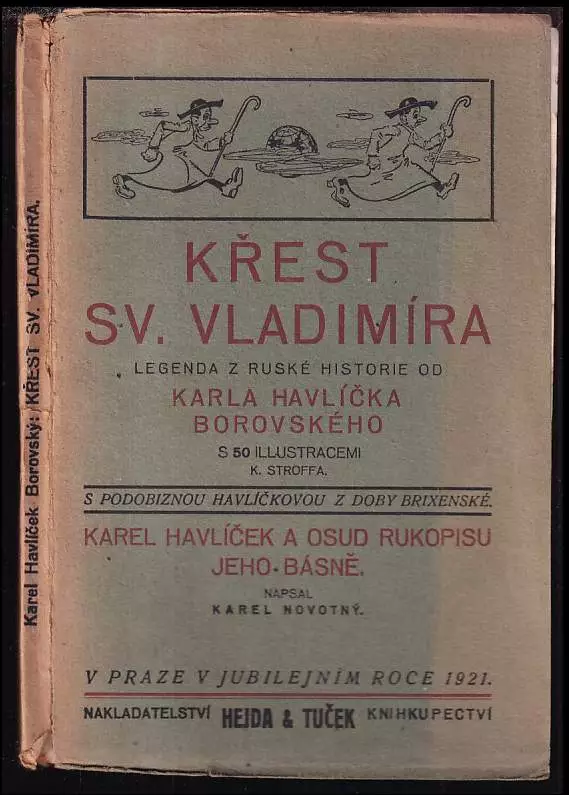 Karel Havlíček Borovský: KŘEST SV. VLADIMÍRA.
KŘEST
SV. VLADIMÍRA
LEGENDA Z RUSKÉ HISTORIE OD
KARLA HAVLÍČKA
BOROVSKÉHO
S 50 ILLUSTRACEMI
K. STROFFA.
S PODOBIZNOU HAVLÍČKOVOU Z DOBY BRIXENSKÉ.
KAREL HAVLÍČEK A OSUD RUKOPISU
JEHO BÁSNĚ.
NAPSAL
KAREL NOVOTNÝ.
V PRAZE V JUBILEJNÍM ROCE 1921.
NAKLADATELSTVÍ HEJDA & TUČEK KNIHKUPECTVÍ